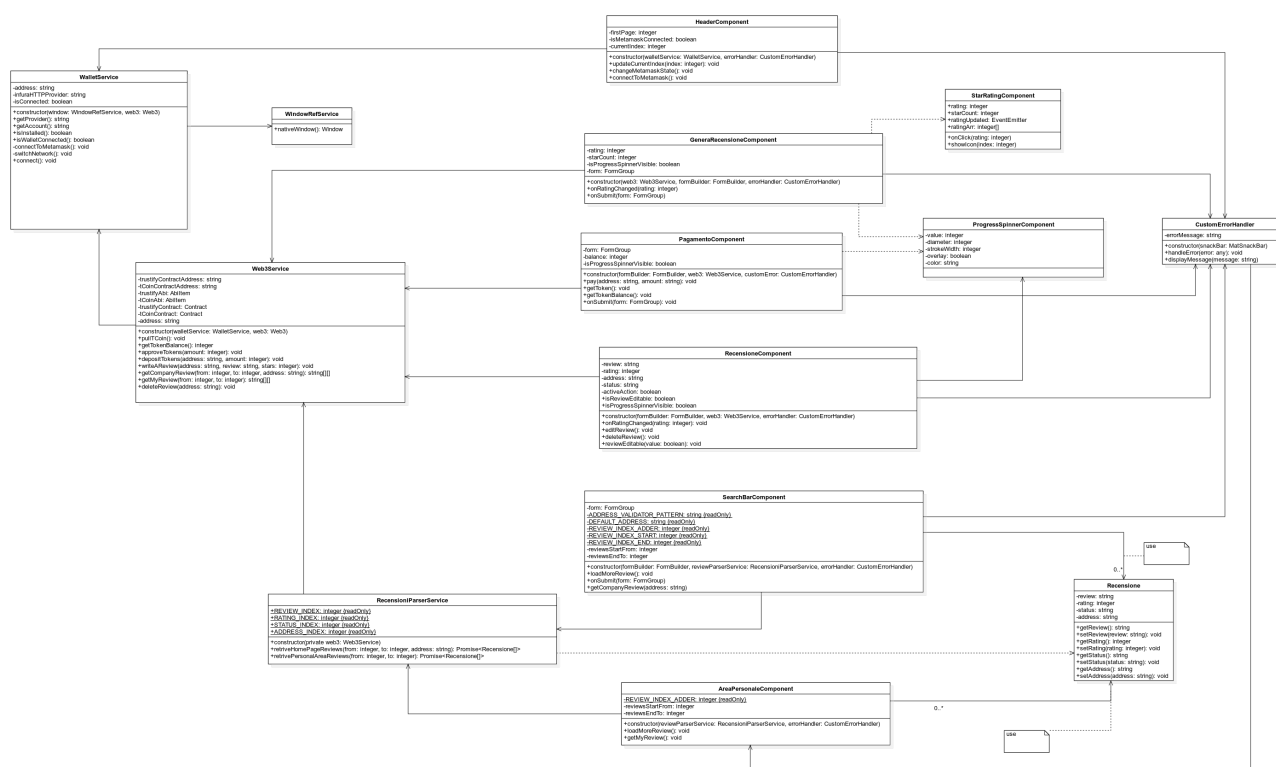 HeaderComponent
-firstPage: integer
-isMetamaskConnected: boolean
-currentIndex: integer
+constructor(walletService: WalletService, errorHandler: CustomErrorHandler)
+updateCurrentIndex(index: integer): void
+changeMetamaskState(): void
+connectToMetamask(): void
WalletService
-address: string
-infuraHTTPProvider: string
-isConnected: boolean
+constructor(window: WindowRefService, web3: Web3)
+getProvider(): string
+getAccount(): string
+isInstalled(): boolean
+isWalletConnected(): boolean
-connectToMetamask(): void
-switchNetwork(): void
+connect(): void
WindowRefService
+nativeWindow(): Window
StarRatingComponent
+rating: integer
+starCount: integer
+ratingUpdated: EventEmitter
+ratingArr: integer[]
+onClick(rating: integer)
+showIcon(index: integer)
GeneraRecensioneComponent
-rating: integer
-starCount: integer
-isProgressSpinnerVisible: boolean
-form: FormGroup
+constructor(web3: Web3Service, formBuilder: FormBuilder, errorHandler: CustomErrorHandler)
+onRatingChanged(rating: integer)
+onSubmit(form: FormGroup)
ProgressSpinnerComponent
-value: integer
-diameter: integer
-strokeWidth: integer
-overlay: boolean
-color: string
CustomErrorHandler
-errorMessage: string
+constructor(snackBar: MatSnackBar)
+handleError(error: any): void
+displayMessage(message: string)
PagamentoComponent
-form: FormGroup
-balance: integer
-isProgressSpinnerVisible: boolean
+constructor(formBuilder: FormBuilder, web3: Web3Service, customError: CustomErrorHandler)
+pay(address: string, amount: string): void
+getToken(): void
+getTokenBalance(): void
+onSubmit(form: FormGroup): void
Web3Service
-trustifyContractAddress: string
-tCoinContractAddress: string
-trustifyAbi: AbiItem
-tCoinAbi: AbiItem
-trustifyContract: Contract
-tCoinContract: Contract
-address: string
+constructor(walletService: WalletService, web3: Web3)
+pullTCoin(): void
+getTokenBalance(): integer
+approveTokens(amount: integer): void
+depositTokens(address: string, amount: integer): void
+writeAReview(address: string, review: string, stars: integer): void
+getCompanyReview(from: integer, to: integer, address: string): string[][]
+getMyReview(from: integer, to: integer): string[][]
+deleteReview(address: string): void
RecensioneComponent
-review: string
-rating: integer
-address: string
-status: string
-activeAction: boolean
+isReviewEditable: boolean
+isProgressSpinnerVisible: boolean
+constructor(formBuilder: FormBuilder, web3: Web3Service, errorHandler: CustomErrorHandler)
+onRatingChanged(rating: integer): void
+editReview(): void
+deleteReview(): void
+reviewEditable(value: boolean): void
SearchBarComponent
-form: FormGroup
-ADDRESS_VALIDATOR_PATTERN: string {readOnly}
-DEFAULT_ADDRESS: string {readOnly}
-REVIEW_INDEX_ADDER: integer {readOnly}
-REVIEW_INDEX_START: integer {readOnly}
-REVIEW_INDEX_END: integer {readOnly}
-reviewsStartFrom: integer
-reviewsEndTo: integer
+constructor(formBuilder: FormBuilder, reviewParserService: RecensioniParserService, errorHandler: CustomErrorHandler)
+loadMoreReview(): void
+onSubmit(form: FormGroup)
+getCompanyReview(address: string)
use
0..*
Recensione
-review: string
-rating: integer
-status: string
-address: string
+getReview(): string
+setReview(review: string): void
+getRating(): integer
+setRating(rating: integer): void
+getStatus(): string
+setStatus(status: string): void
+getAddress(): string
+setAddress(address: string): void
RecensioniParserService
+REVIEW_INDEX: integer {readOnly}
+RATING_INDEX: integer {readOnly}
+STATUS_INDEX: integer {readOnly}
+ADDRESS_INDEX: integer {readOnly}
+constructor(private web3: Web3Service)
+retriveHomePageReviews(from: integer, to: integer, address: string): Promise<Recensione[]>
+retrivePersonalAreaReviews(from: integer, to: integer): Promise<Recensione[]>
AreaPersonaleComponent
-REVIEW_INDEX_ADDER: integer {readOnly}
-reviewsStartFrom: integer
-reviewsEndTo: integer
+constructor(reviewParserService: RecensioniParserService, errorHandler: CustomErrorHandler)
+loadMoreReview(): void
+getMyReview(): void
0..*
use